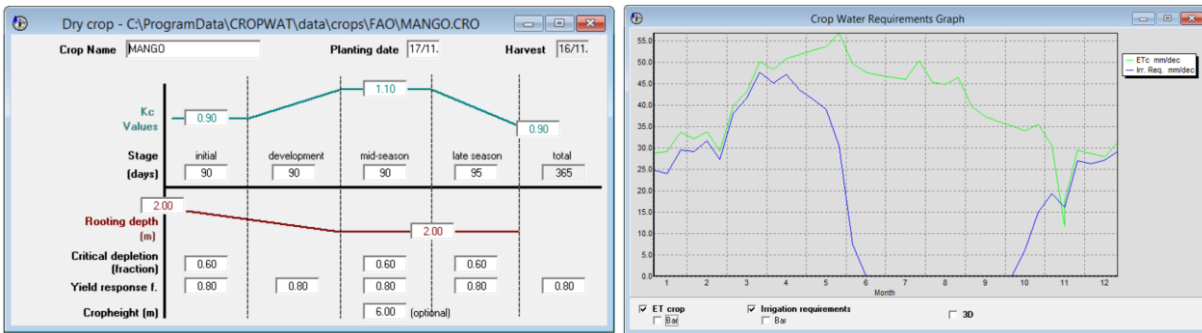 Dry crop - C:\ProgramData\CROPWAT\data\crops\FAO\MANGO.CRO
Crop Name MANGO Planting date 17/11. Harvest 16/11.
Kc
Values
0.90 1.10 0.90
Stage initial development mid-season late season total
(days) 90 90 90 95 365
Rooting depth
(m)
2.00 2.00
Critical depletion
(fraction)
0.60 0.60 0.60
Yield response f. 0.80 0.80 0.80 0.80 0.80
Cropheight (m) 6.00 (optional)
Crop Water Requirements Graph
55.0
50.0
45.0
40.0
35.0
30.0
25.0
20.0
15.0
10.0
5.0
0.0
1 2 3 4 5 6 7 8 9 10 11 12
Month
ETc mm/dec
Irr. Req. mm/dec
ET crop Irrigation requirements 3D
Bar Bar